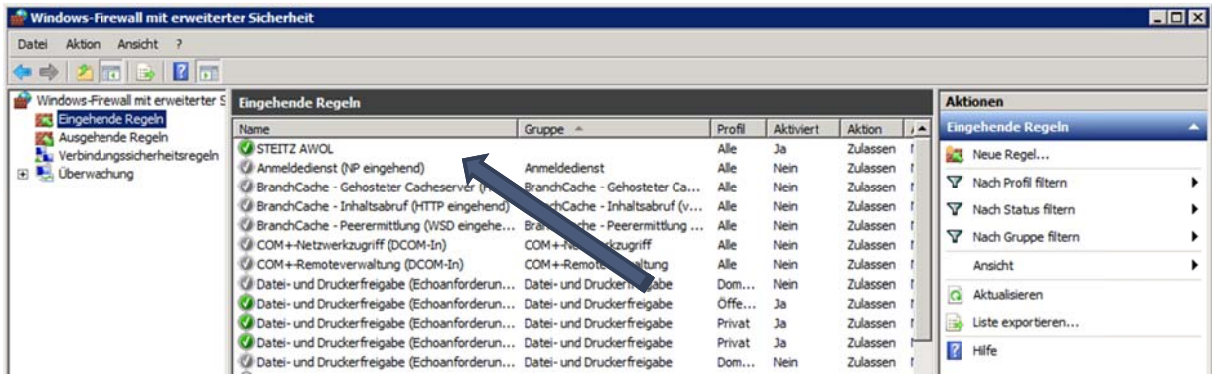 Windows-Firewall mit erweiterter Sicherheit
Datei Aktion Ansicht ?
Windows-Firewall mit erweiterter S
Eingehende Regeln
Ausgehende Regeln
Verbindungssicherheitsregeln
Überwachung
Eingehende Regeln
Name Gruppe Profil Aktiviert Aktion
STEITZ AWOL Alle Ja Zulassen
Anmeldedienst (NP eingehend) Anmeldedienst Alle Nein Zulassen
BranchCache - Gehosteter Cacheserver BranchCache - Gehosteter Ca... Alle Nein Zulassen
BranchCache - Inhaltsabruf (HTTP eingehend) Inhaltsabruf (v... Alle Nein Zulassen
BranchCache - Peerermittlung (WSD eingehe... - Peerermittlung ... Alle Nein Zulassen
COM+-Netzwerkzugriff (DCOM-In) Alle Nein Zulassen
COM+-Remoteverwaltung (DCOM-In) Alle Nein Zulassen
Datei- und Druckerfreigabe (Echoanforderun... Datei- und Druckerfreigabe Dom... Nein Zulassen
Datei- und Druckerfreigabe (Echoanforderun... Datei- und Druckerfreigabe Öffe... Ja Zulassen
Datei- und Druckerfreigabe (Echoanforderun... Datei- und Druckerfreigabe Privat Ja Zulassen
Datei- und Druckerfreigabe (Echoanforderun... Datei- und Druckerfreigabe Privat Ja Zulassen
Datei- und Druckerfreigabe (Echoanforderun... Datei- und Druckerfreigabe Dom... Nein Zulassen
Aktionen
Eingehende Regeln
Neue Regel...
Nach Profil filtern
Nach Status filtern
Nach Gruppe filtern
Ansicht
Aktualisieren
Liste exportieren...
Hilfe